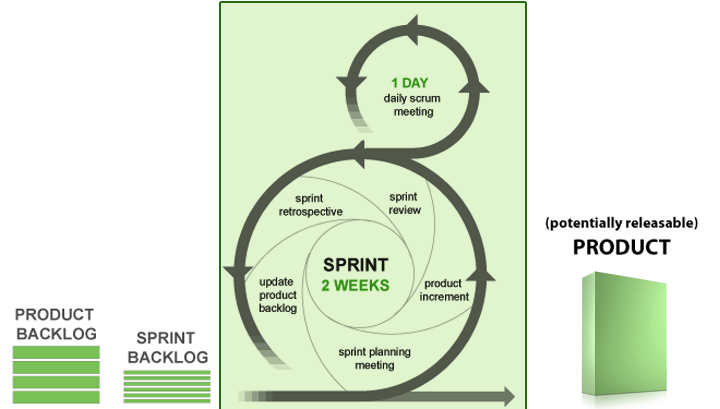 PRODUCT
BACKLOG
SPRINT
BACKLOG
1 DAY
daily scrum
meeting
sprint
retrospective
sprint
review
SPRINT
2 WEEKS
update
product
backlog
product
increment
sprint planning
meeting
(potentially releasable)
PRODUCT